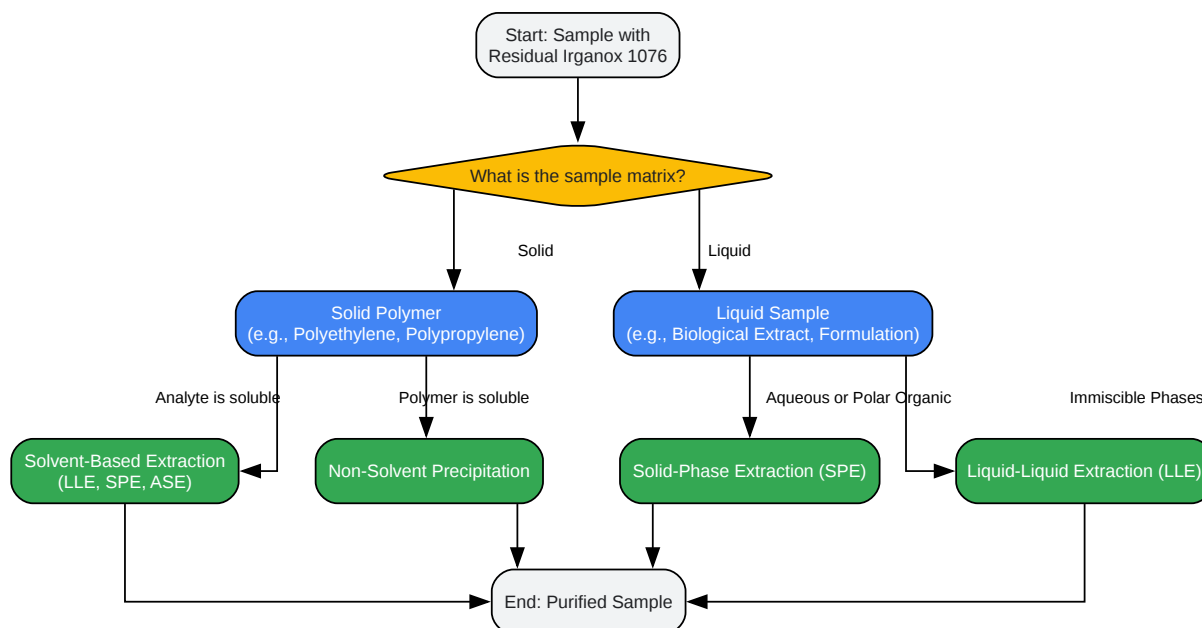 Start: Sample with
Residual Irganox 1076
What is the sample matrix?
Solid
Liquid
Solid Polymer
(e.g., Polyethylene, Polypropylene)
Liquid Sample
(e.g., Biological Extract, Formulation)
Analyte is soluble
Polymer is soluble
Aqueous or Polar Organic
Immiscible Phases
Solvent-Based Extraction
(LLE, SPE, ASE)
Non-Solvent Precipitation
Solid-Phase Extraction (SPE)
Liquid-Liquid Extraction (LLE)
End: Purified Sample